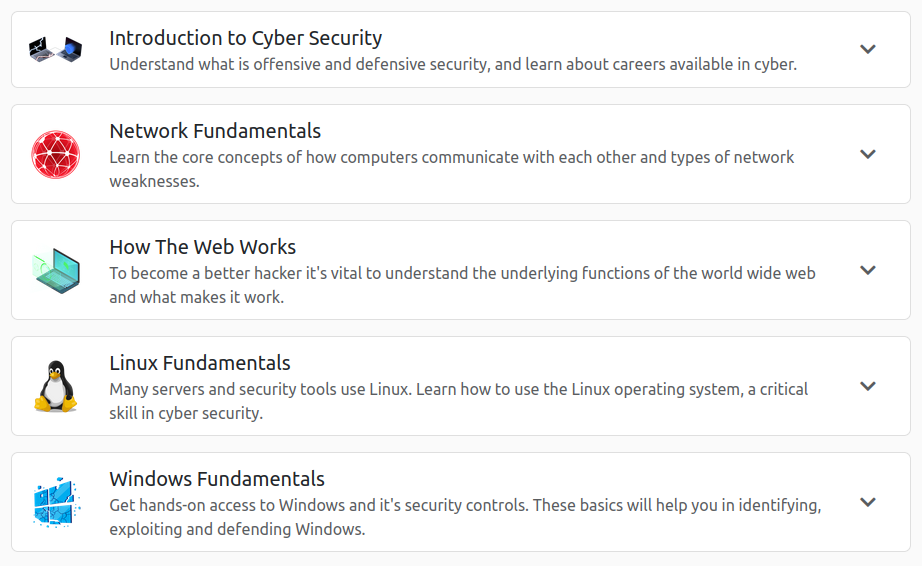 Introduction to Cyber Security
Understand what is offensive and defensive security, and learn about careers available in cyber.
Network Fundamentals
Learn the core concepts of how computers communicate with each other and types of network
weaknesses.
How The Web Works
To become a better hacker it's vital to understand the underlying functions of the world wide web
and what makes it work.
Linux Fundamentals
Many servers and security tools use Linux. Learn how to use the Linux operating system, a critical
skill in cyber security.
Windows Fundamentals
Get hands-on access to Windows and it's security controls. These basics will help you in identifying,
exploiting and defending Windows.